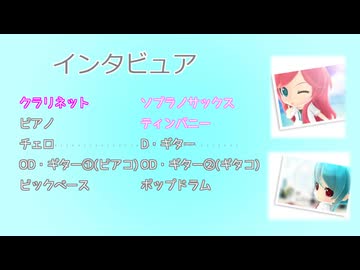 インタビュア
クラリネット ソプラノサックス
ピアノ ティンパニー
チェロ D・ギター
OD・ギター①(ピアコ) OD・ギター②(ギタコ)
ピックベース ポップドラム